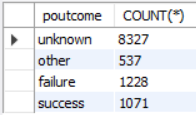 poutcome COUNT(*)
unknown 8327
other 537
failure 1228
success 1071